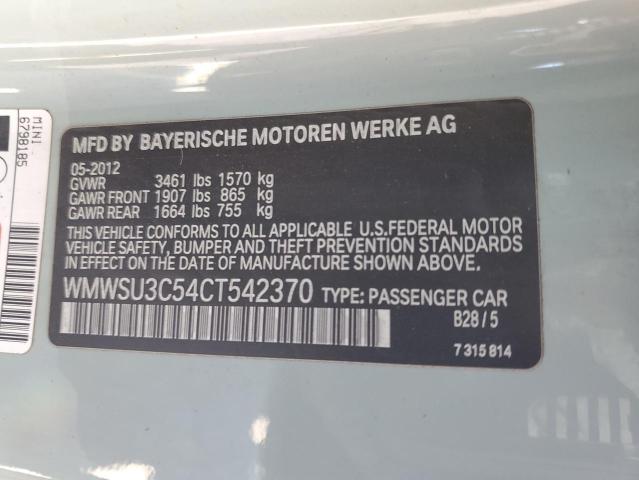 MFD BY BAYERISCHE MOTOREN WERKE AG
05-2012
GVWR 3461 lbs 1570 kg
GAWR FRONT 1907 lbs 865 kg
GAWR REAR 1664 lbs 755 kg
THIS VEHICLE CONFORMS TO ALL APPLICABLE U.S.FEDERAL MOTOR
VEHICLE SAFETY, BUMPER AND THEFT PREVENTION STANDARDS
IN EFFECT ON THE DATE OF MANUFACTURE SHOWN ABOVE.
WMWSU3C54CT542370 TYPE: PASSENGER CAR
B28 / 5
7 315 814
MINI
6798185